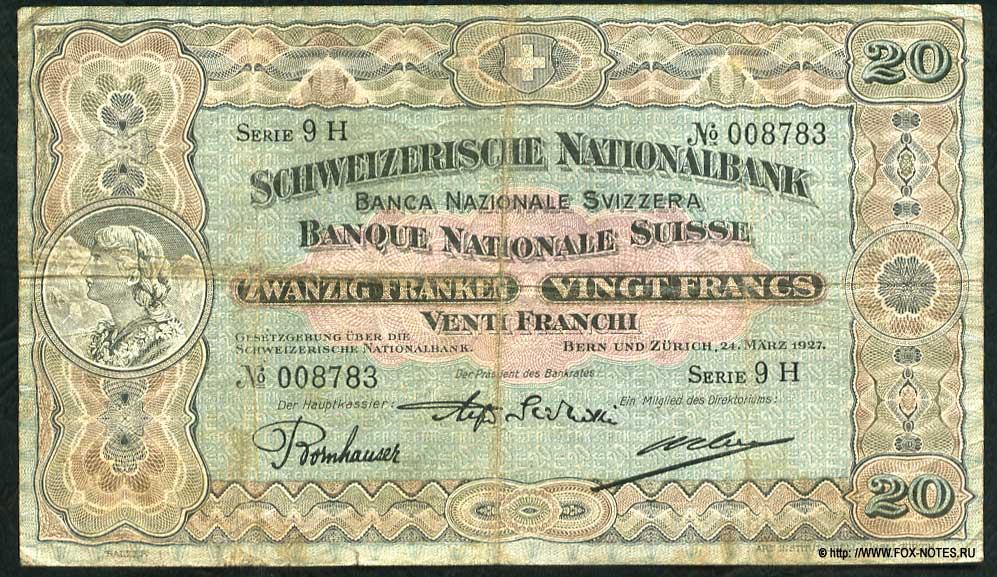 20
SERIE 9 H № 008783
SCHWEIZERISCHE NATIONALBANK
BANCA NAZIONALE SVIZZERA
BANQUE NATIONALE SUISSE
ZWANZIG FRANKEN VINGT FRANCS
VENTI FRANCHI
GESETZGEBUNG ÜBER DIE
SCHWEIZERISCHE NATIONALBANK. BERN UND ZÜRICH, 24. MÄRZ 1927.
№ 008783 Der Präsident des Bankrates: SERIE 9 H
Der Hauptkassier: Ein Mitglied des Direktoriums:
Bornhauser
20
BALZER
© http://WWW.FOX-NOTES.RU